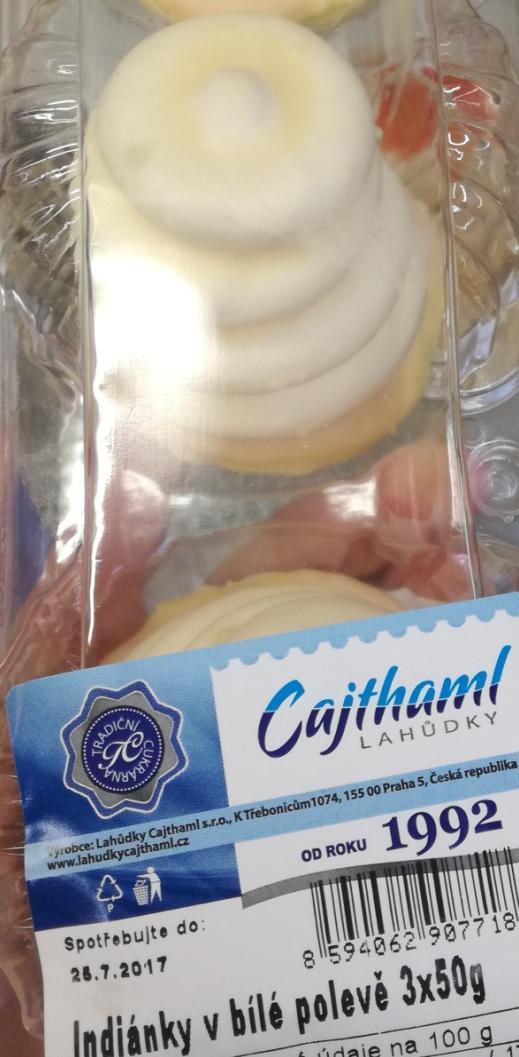 Cajthaml
LAHŮDKY
TRADIČNÍ CUKRÁRNA
Výrobce: Lahůdky Cajthaml s.r.o., K Třebonicům1074, 155 00 Praha 5, Česká republika
www.lahudkycajthaml.cz
OD ROKU 1992
P
Spotřebujte do:
8 594062 907718
25.7.2017
Indiánky v bílé polevě 3x50g
údaje na 100 g